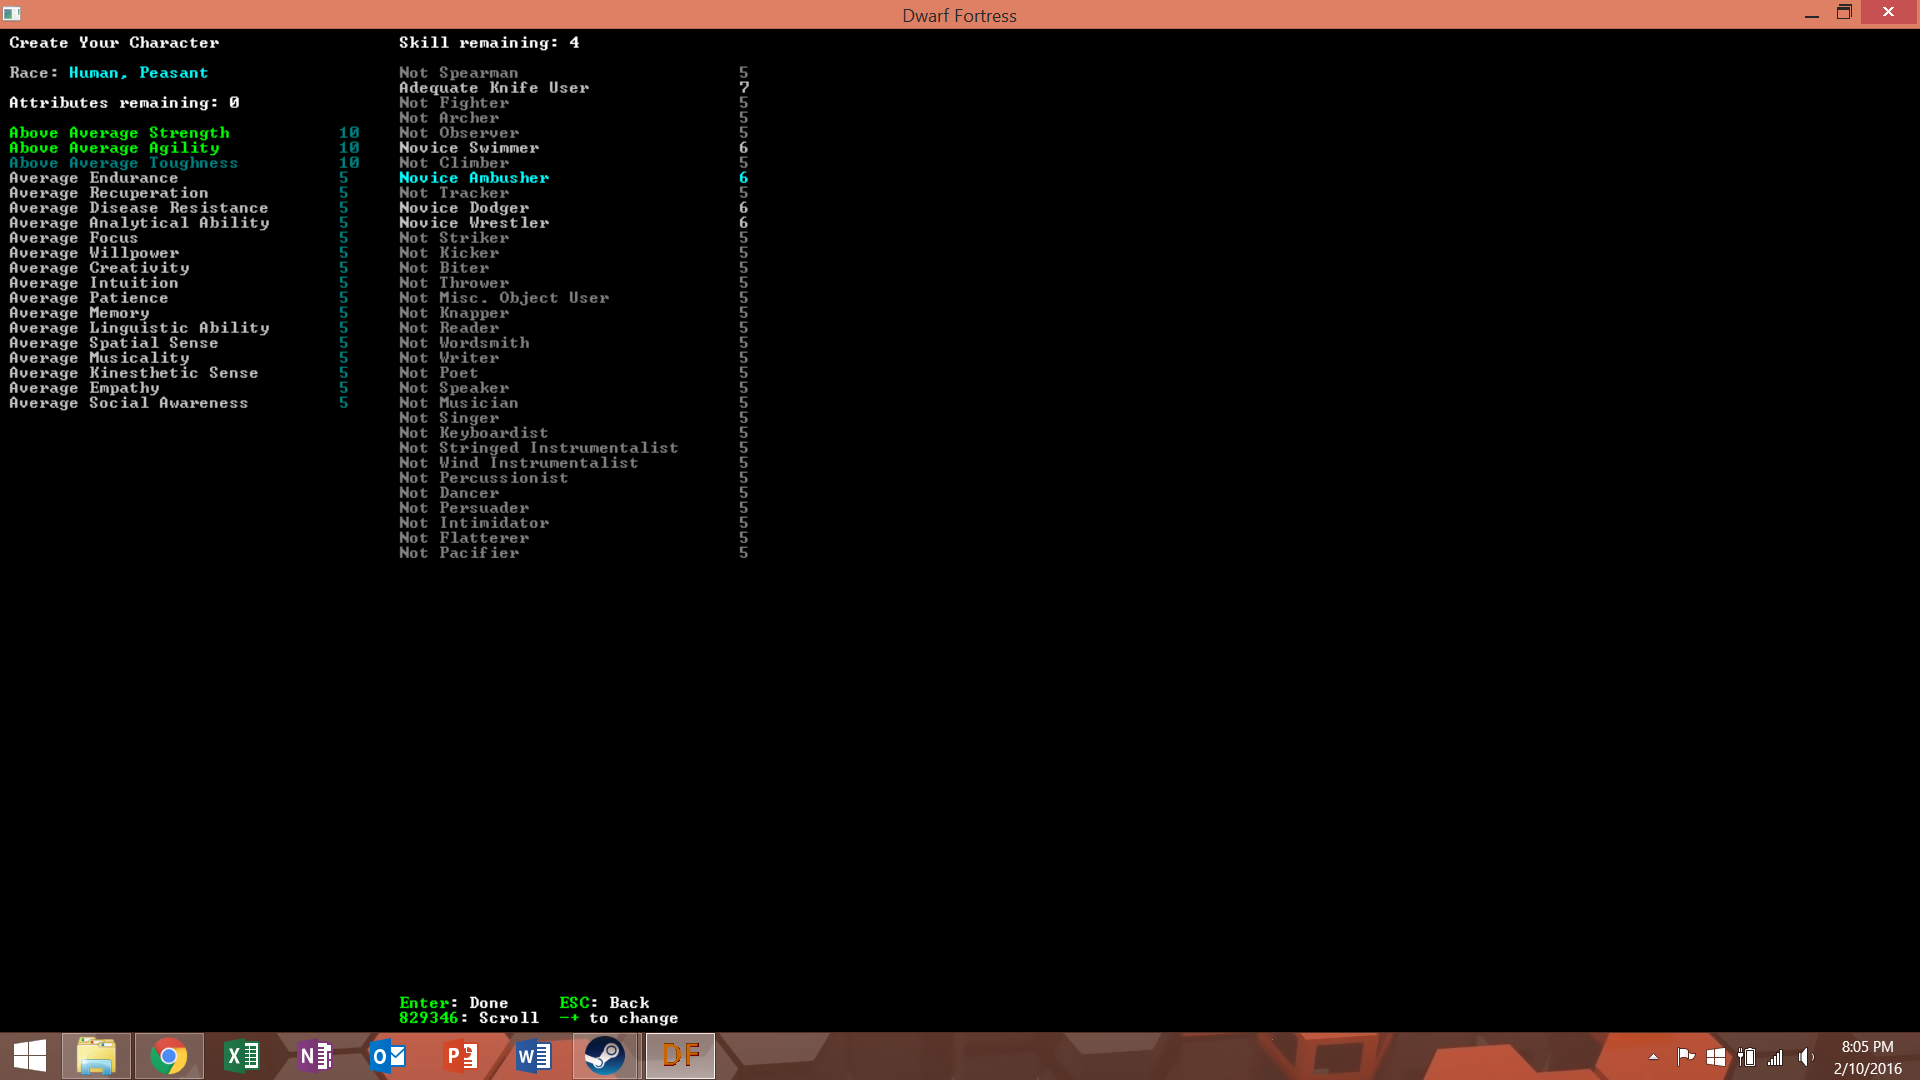 Dwarf Fortress
Create Your Character
Race: Human, Peasant
Attributes remaining: 0
Above Average Strength 10
Above Average Agility 10
Above Average Toughness 10
Average Endurance 5
Average Recuperation 5
Average Disease Resistance 5
Average Analytical Ability 5
Average Focus 5
Average Willpower 5
Average Creativity 5
Average Intuition 5
Average Patience 5
Average Memory 5
Average Linguistic Ability 5
Average Spatial Sense 5
Average Musicality 5
Average Kinesthetic Sense 5
Average Empathy 5
Average Social Awareness 5
Skill remaining: 4
Not Spearman 5
Adequate Knife User 7
Not Fighter 5
Not Archer 5
Not Observer 5
Novice Swimmer 6
Not Climber 5
Novice Ambusher 6
Not Tracker 5
Novice Dodger 6
Novice Wrestler 6
Not Striker 5
Not Kicker 5
Not Biter 5
Not Thrower 5
Not Misc. Object User 5
Not Knapper 5
Not Reader 5
Not Wordsmith 5
Not Writer 5
Not Poet 5
Not Speaker 5
Not Musician 5
Not Singer 5
Not Keyboardist 5
Not Stringed Instrumentalist 5
Not Wind Instrumentalist 5
Not Percussionist 5
Not Dancer 5
Not Persuader 5
Not Intimidator 5
Not Flatterer 5
Not Pacifier 5
Enter: Done ESC: Back
829346: Scroll -+ to change
DF
8:05 PM
2/10/2016